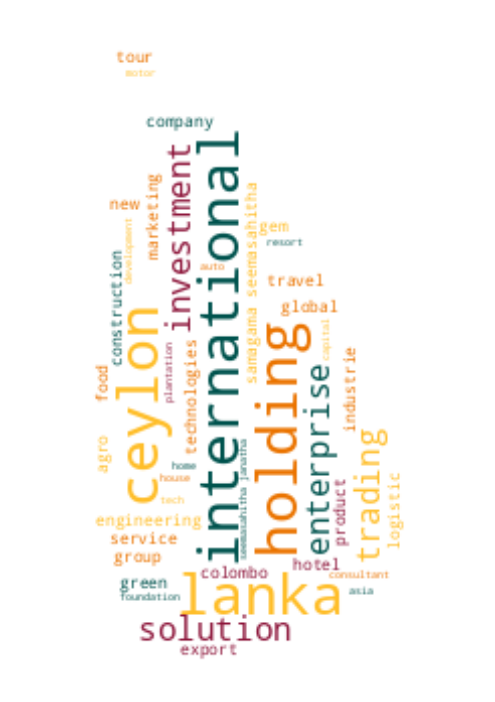 tour
motor
company
international
investment
marketing
new
development
samagama seemasahitha
gem
resort
construction
auto
travel
global
ceylon
holding
capital
plantation
technologies
food
enterprise
industrie
agro
trading
seemasahitha janatha
home
house
tech
product
logistic
engineering
service
group
hotel
colombo
consultant
green
foundation
lanka
asia
solution
export